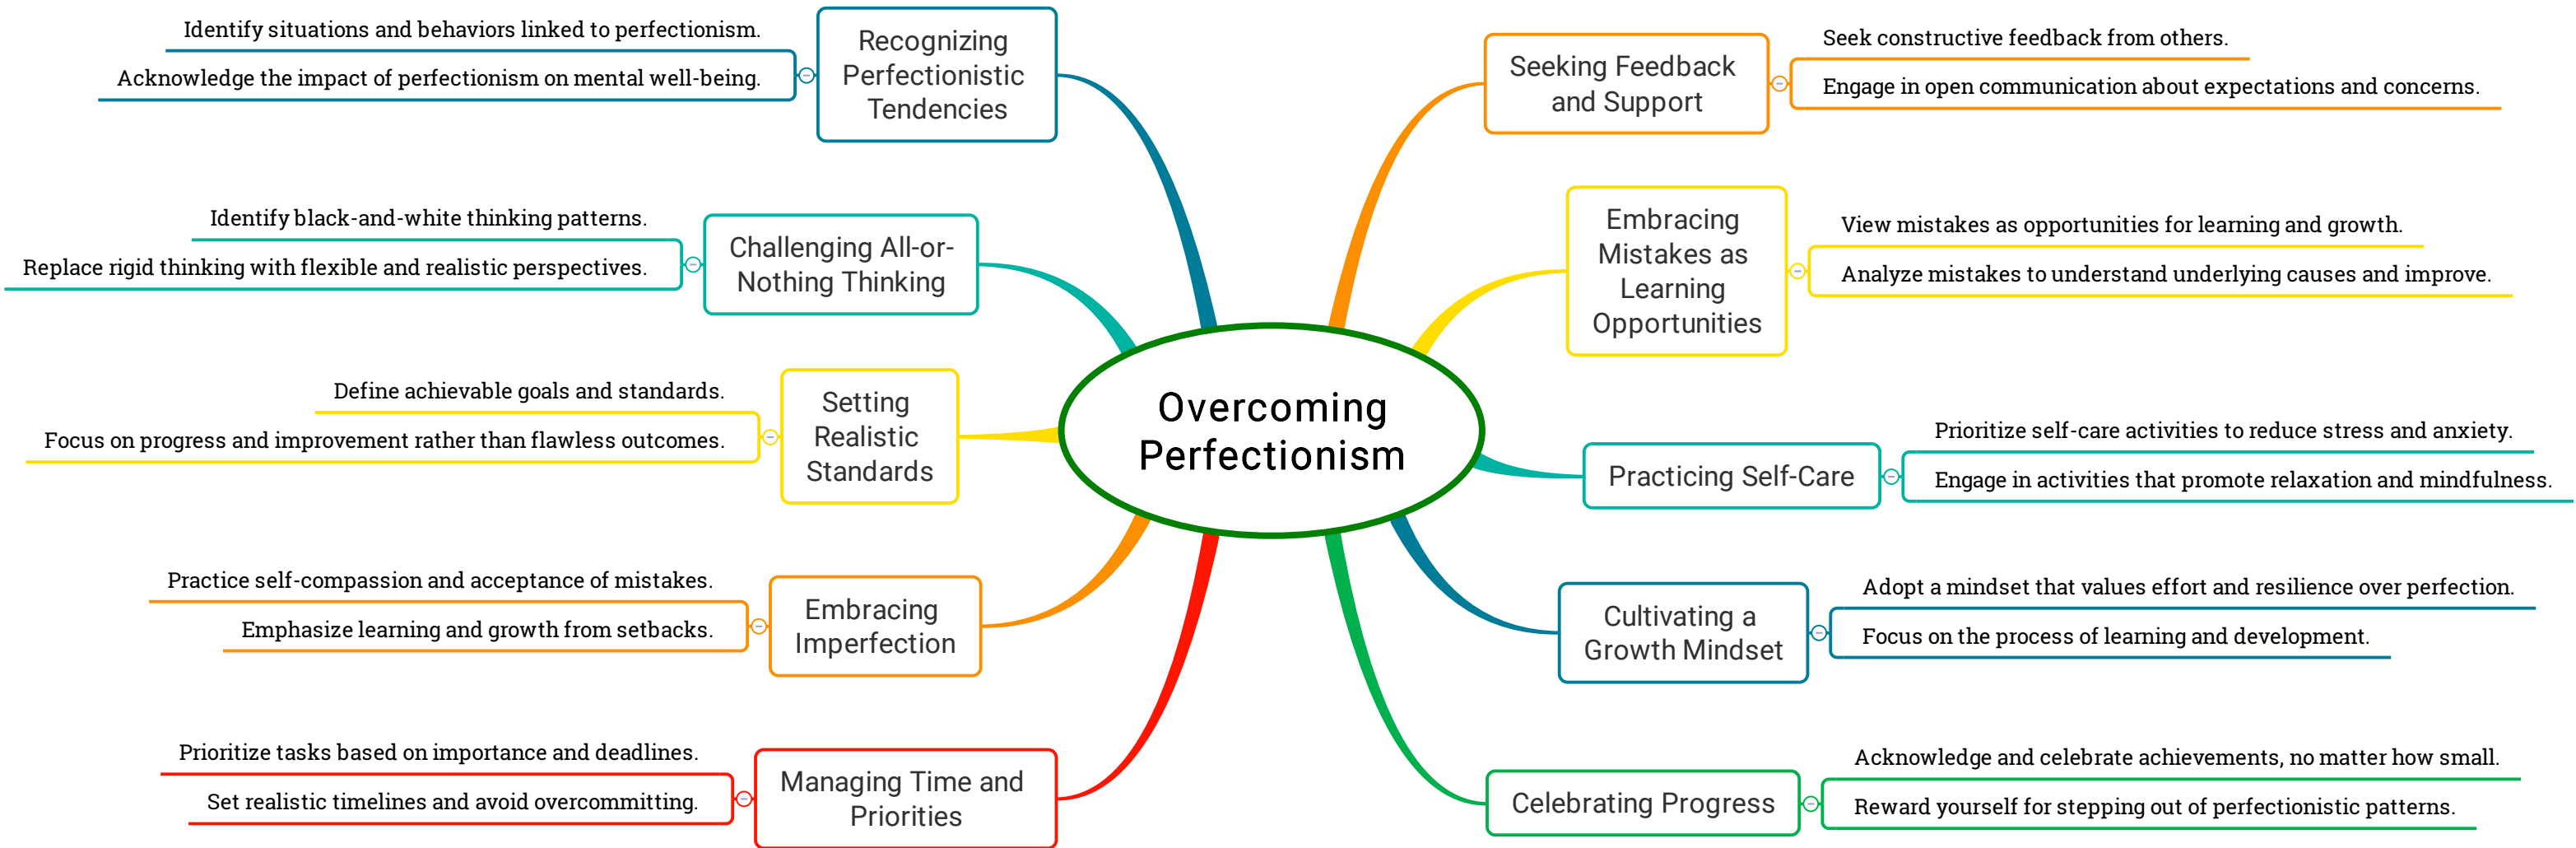 Overcoming
Perfectionism
Recognizing
Perfectionistic
Tendencies
Identify situations and behaviors linked to perfectionism.
Acknowledge the impact of perfectionism on mental well-being.
Challenging All-or-
Nothing Thinking
Identify black-and-white thinking patterns.
Replace rigid thinking with flexible and realistic perspectives.
Setting
Realistic
Standards
Define achievable goals and standards.
Focus on progress and improvement rather than flawless outcomes.
Embracing
Imperfection
Practice self-compassion and acceptance of mistakes.
Emphasize learning and growth from setbacks.
Managing Time and
Priorities
Prioritize tasks based on importance and deadlines.
Set realistic timelines and avoid overcommitting.
Seeking Feedback
and Support
Seek constructive feedback from others.
Engage in open communication about expectations and concerns.
Embracing
Mistakes as
Learning
Opportunities
View mistakes as opportunities for learning and growth.
Analyze mistakes to understand underlying causes and improve.
Practicing Self-Care
Prioritize self-care activities to reduce stress and anxiety.
Engage in activities that promote relaxation and mindfulness.
Cultivating a
Growth Mindset
Adopt a mindset that values effort and resilience over perfection.
Focus on the process of learning and development.
Celebrating Progress
Acknowledge and celebrate achievements, no matter how small.
Reward yourself for stepping out of perfectionistic patterns.